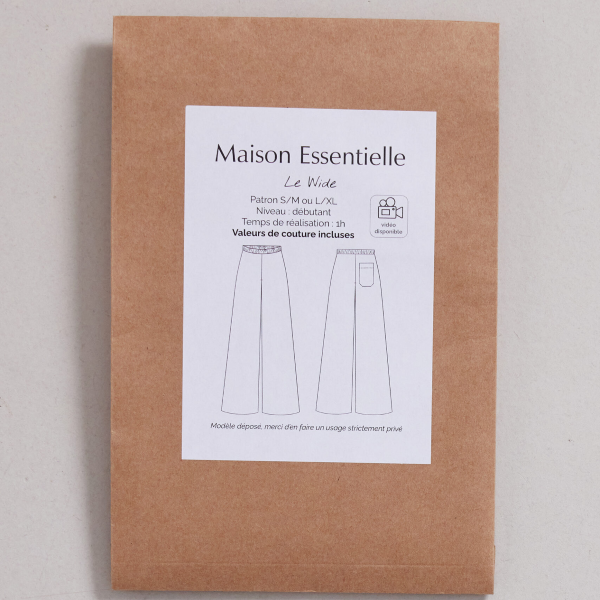 Maison Essentielle
Le Wide
Patron S/M ou L/XL
Niveau : débutant
Temps de réalisation : 1h
Valeurs de couture incluses
vidéo
disponible
Modèle déposé, merci d'en faire un usage strictement privé